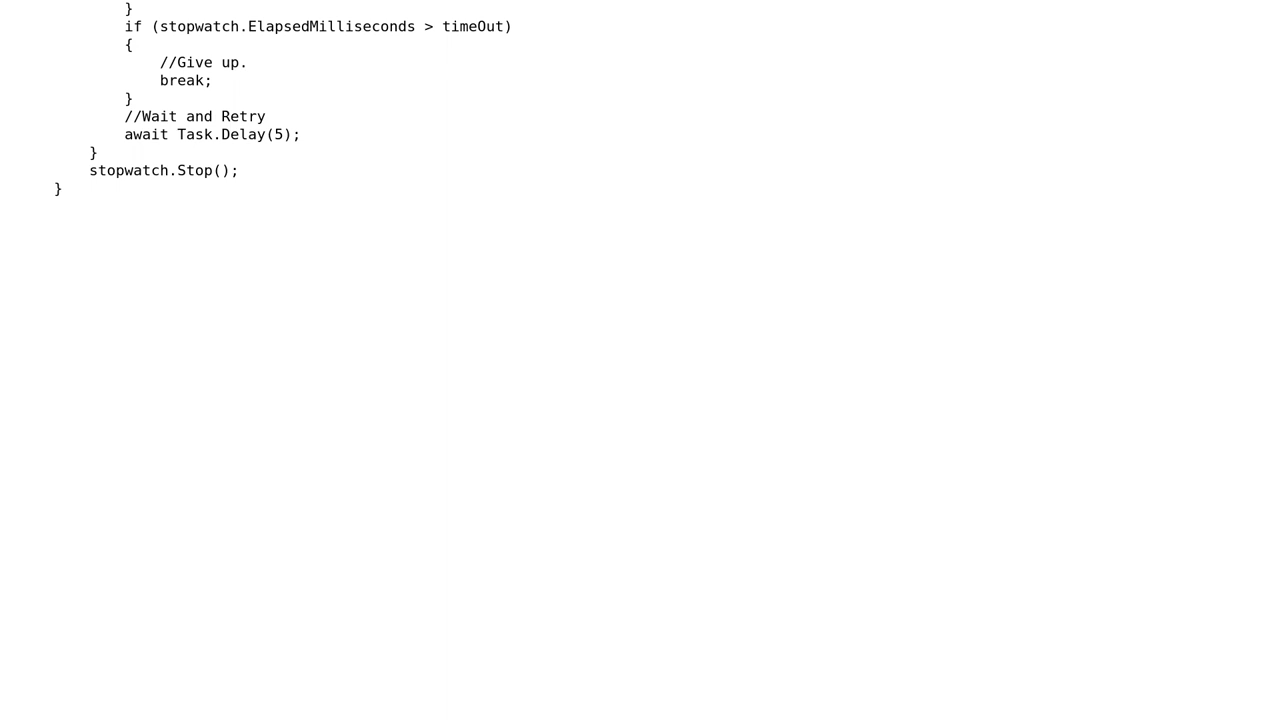 }
if (stopwatch.ElapsedMilliseconds > timeOut)
{
//Give up.
break;
}
//Wait and Retry
await Task.Delay(5);
}
stopwatch.Stop();
}